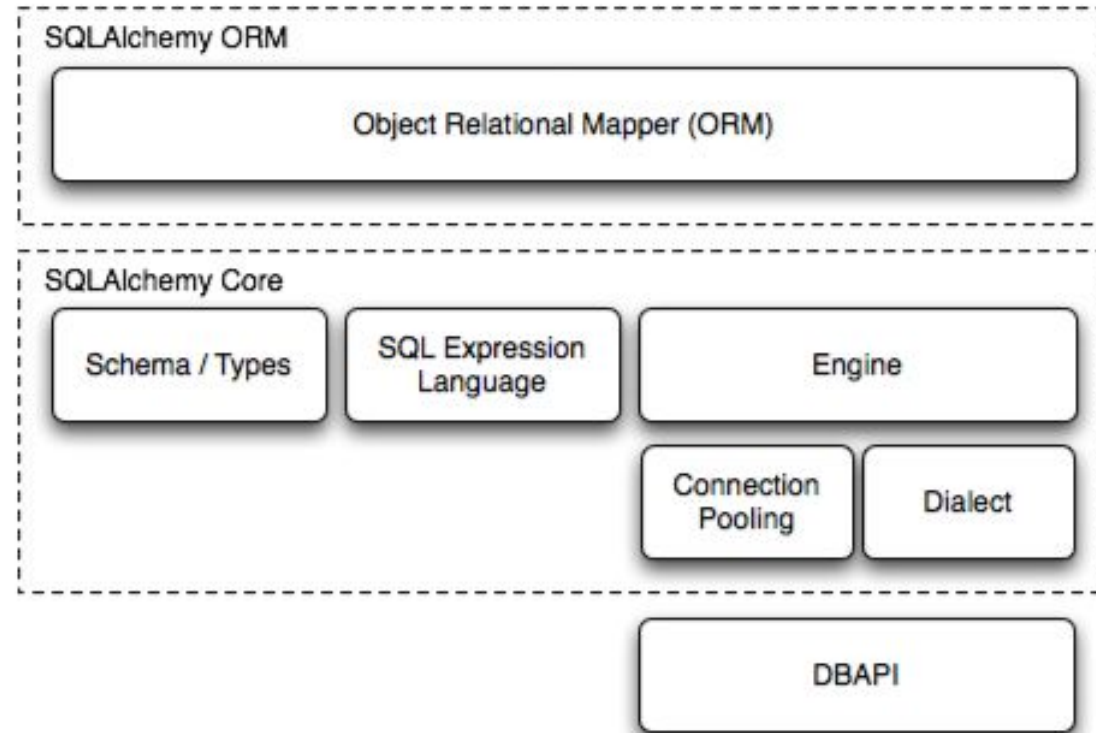 SQLAlchemy ORM
Object Relational Mapper (ORM)
SQLAlchemy Core
Schema / Types
SQL Expression
Language
Engine
Connection
Pooling
Dialect
DBAPI